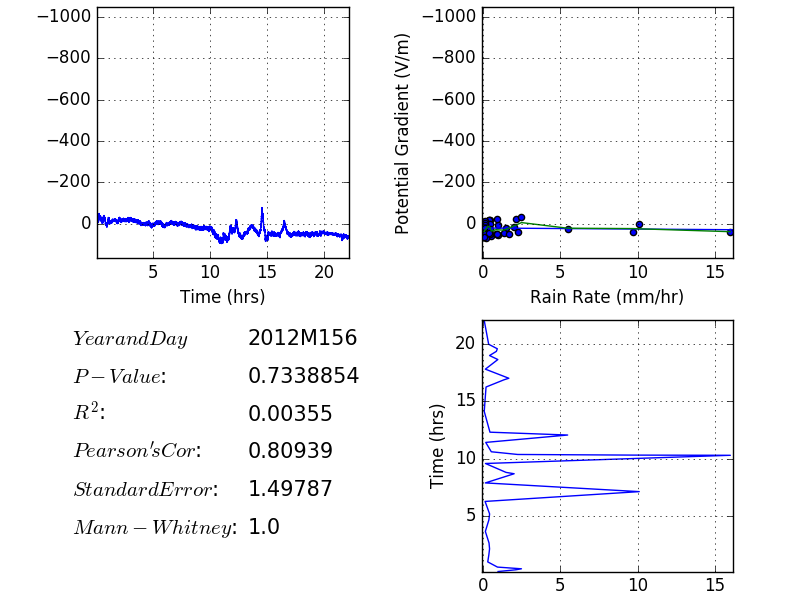 −1000
−800
−600
−400
−200
0
5 10 15 20
Time (hrs)
Potential Gradient (V/m)
−1000
−800
−600
−400
−200
0
0 5 10 15
Rain Rate (mm/hr)
YearandDay 2012M156
P−Value: 0.7338854
R²: 0.00355
Pearson'sCor: 0.80939
StandardError: 1.49787
Mann−Whitney: 1.0
Time (hrs)
20
15
10
5
0 5 10 15